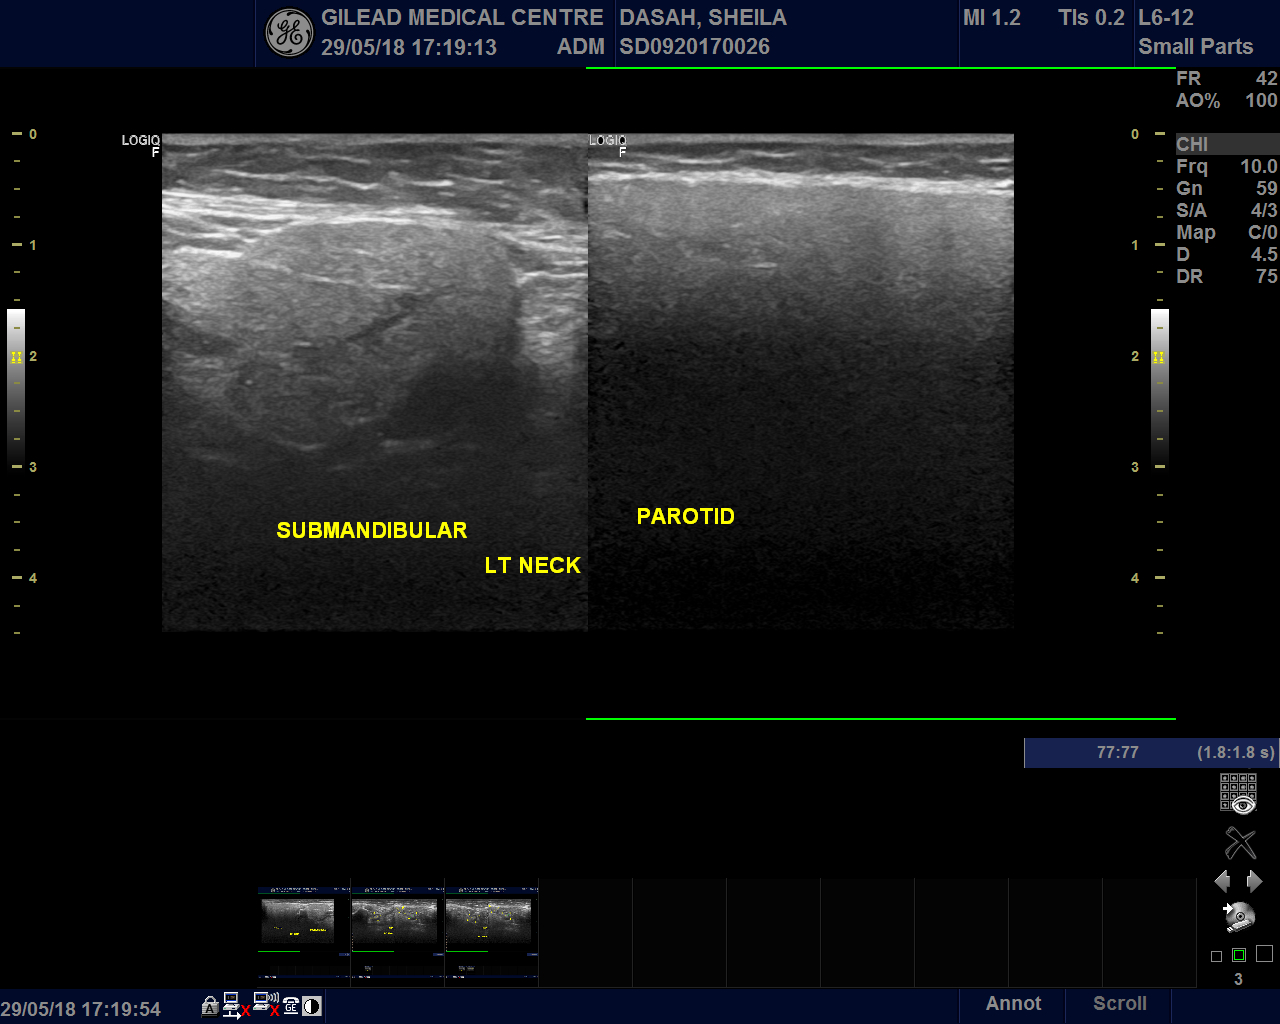 GILEAD MEDICAL CENTRE
29/05/18 17:19:13 ADM
DASAH, SHEILA
SD0920170026
MI 1.2 TIs 0.2
L6-12
Small Parts
FR 42
AO% 100
CHI
Frq 10.0
Gn 59
S/A 4/3
Map C/0
D 4.5
DR 75
0
1
2
3
4
LOGIQ
F
LOGIQ
F
0
1
2
3
4
SUBMANDIBULAR
LT NECK
PAROTID
77:77 (1.8:1.8 s)
3
29/05/18 17:19:54
Annot
Scroll